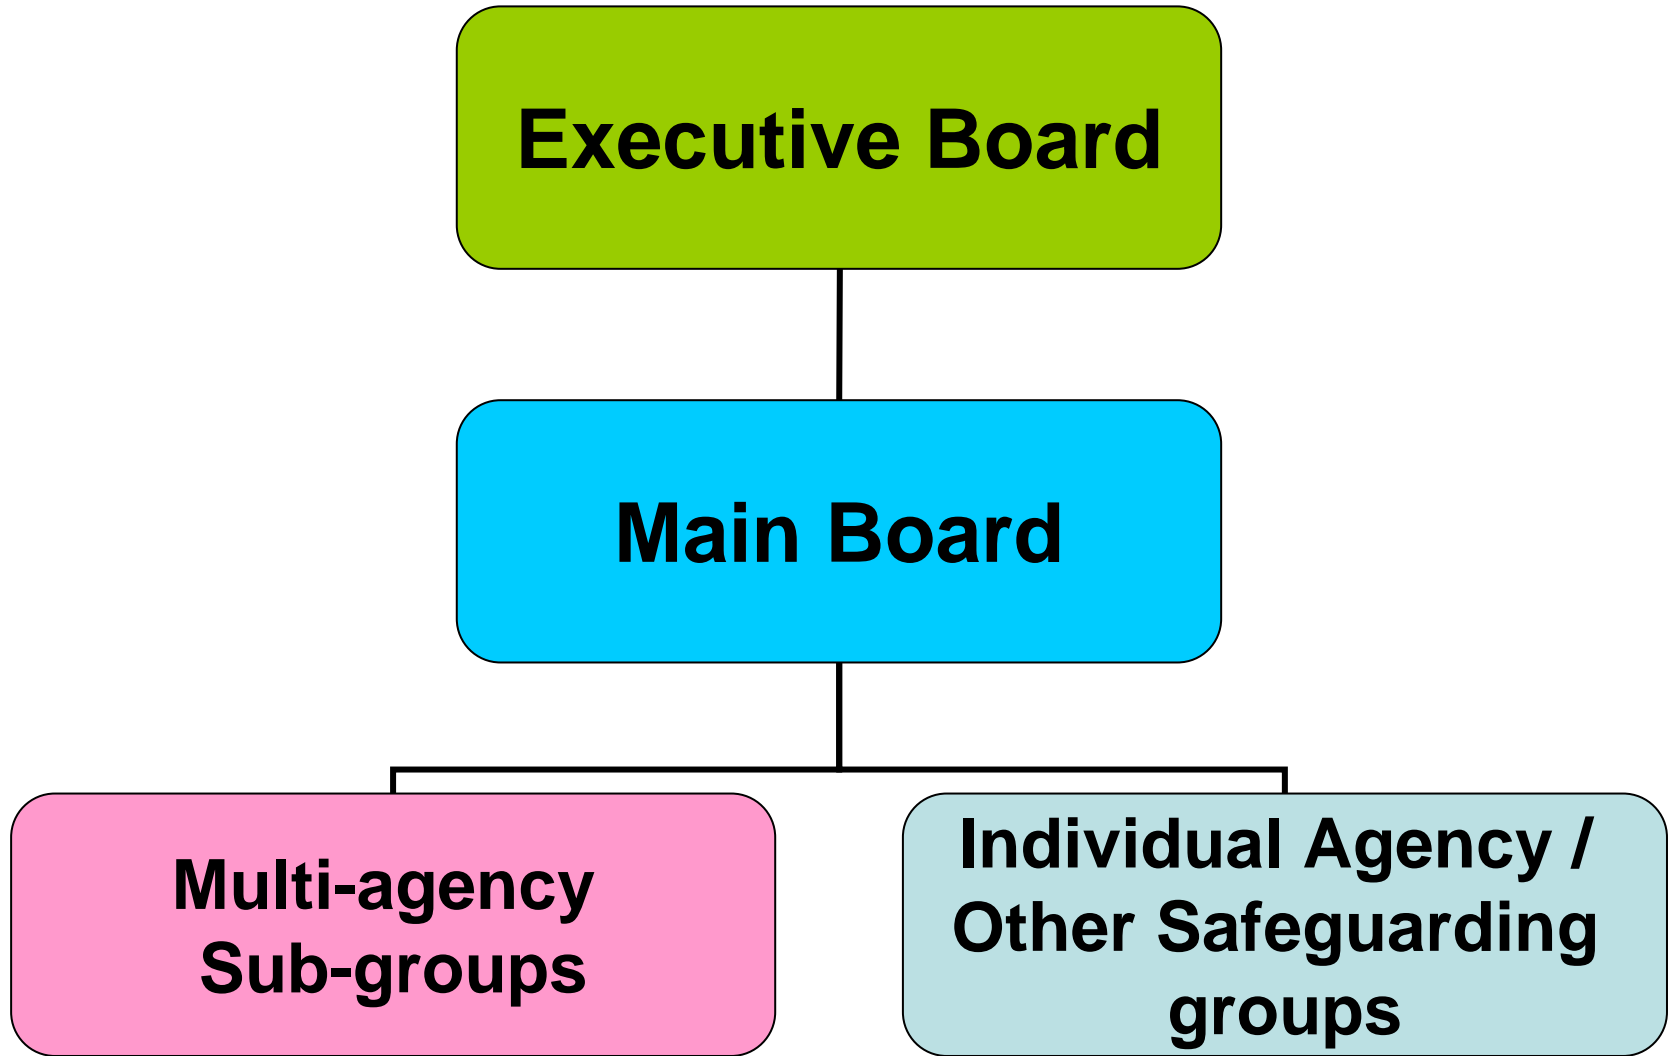 Executive Board
Main Board
Multi-agency
Sub-groups
Individual Agency /
Other Safeguarding
groups